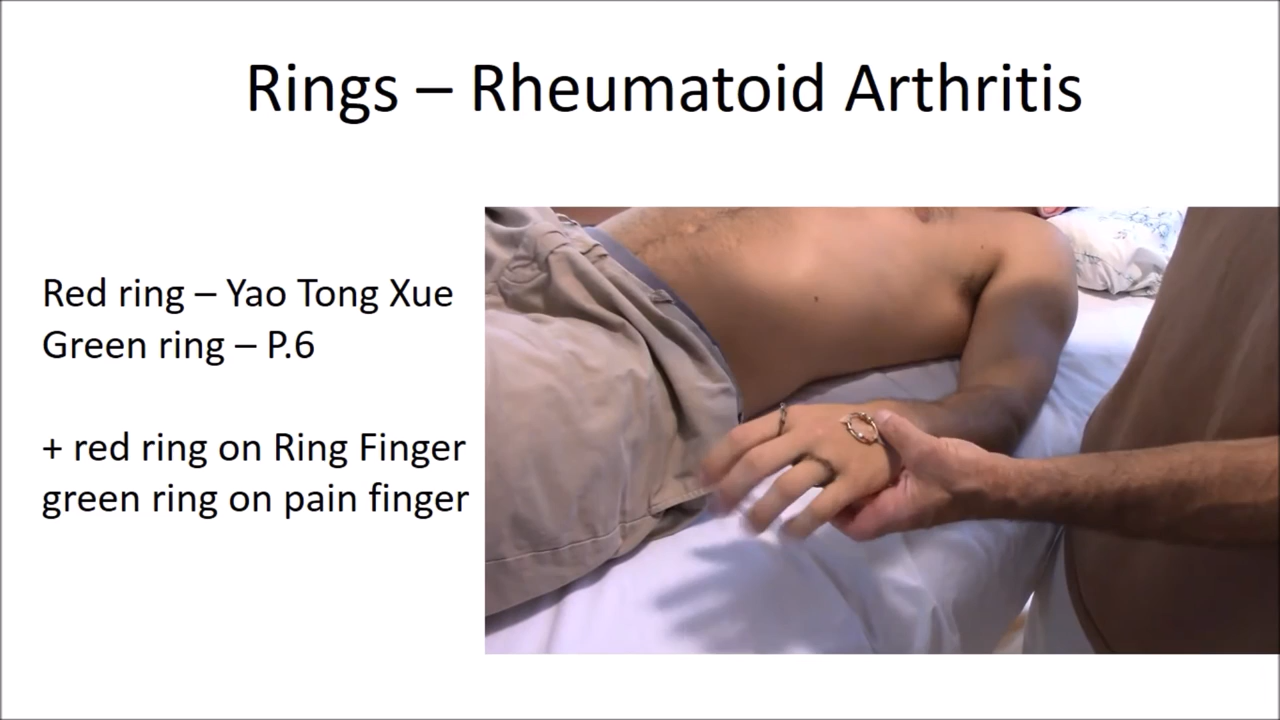 Rings – Rheumatoid Arthritis
Red ring – Yao Tong Xue
Green ring – P.6
+ red ring on Ring Finger
green ring on pain finger